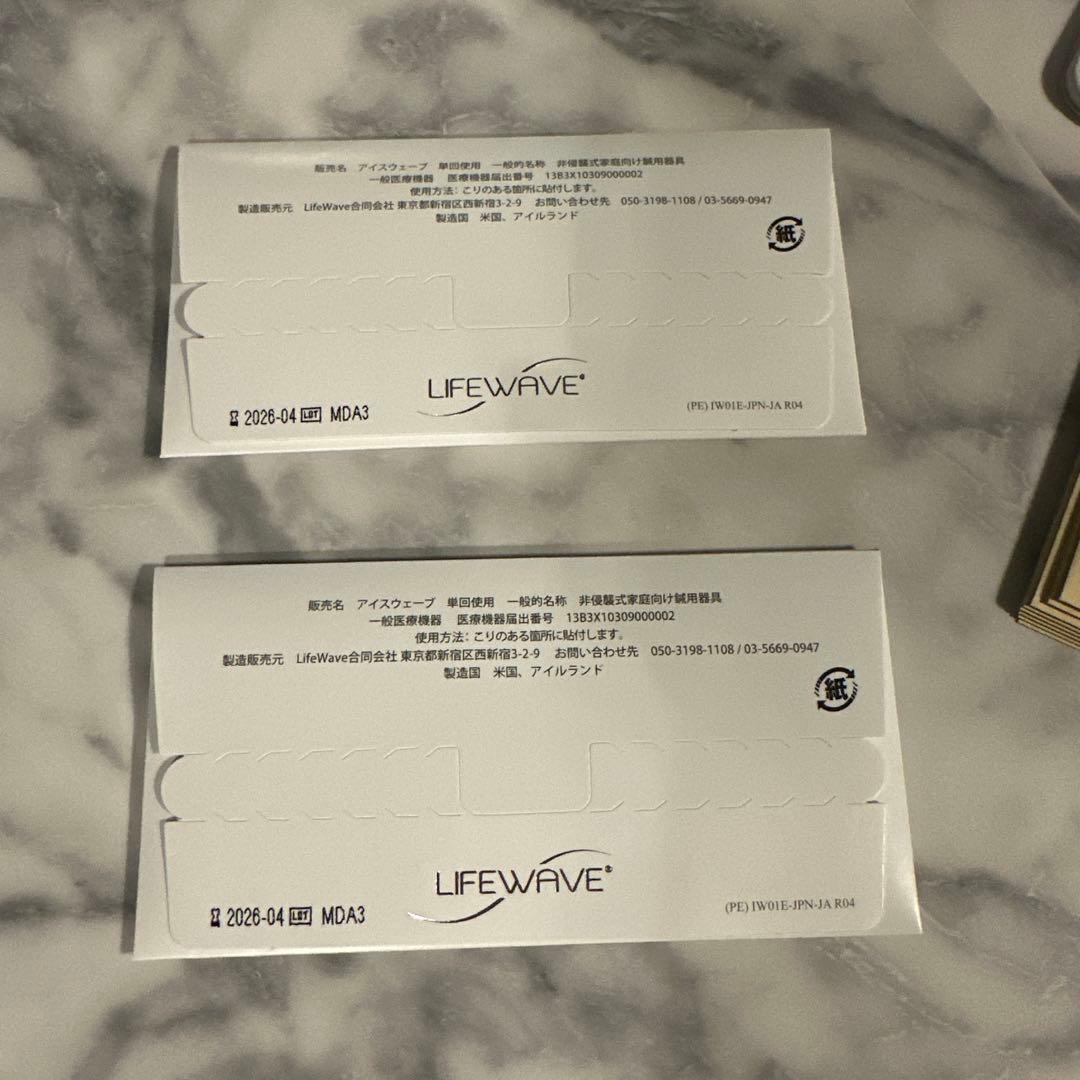 販売名　アイスウェーブ　単回使用　一般的名称　非侵襲式家庭向け鍼用器具
一般医療機器　医療機器届出番号　13B3X10309000002
使用方法：こりのある箇所に貼付します。
製造販売元　LifeWave合同会社 東京都新宿区西新宿3-2-9　お問い合わせ先　050-3198-1108 / 03-5669-0947
製造国　米国、アイルランド
紙
LIFEWAVE®
2026-04 LOT MDA3
(PE) IW01E-JPN-JA R04
販売名　アイスウェーブ　単回使用　一般的名称　非侵襲式家庭向け鍼用器具
一般医療機器　医療機器届出番号　13B3X10309000002
使用方法：こりのある箇所に貼付します。
製造販売元　LifeWave合同会社 東京都新宿区西新宿3-2-9　お問い合わせ先　050-3198-1108 / 03-5669-0947
製造国　米国、アイルランド
紙
LIFEWAVE®
2026-04 LOT MDA3
(PE) IW01E-JPN-JA R04